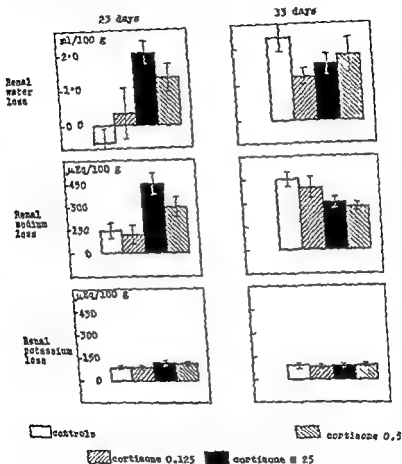 23 days
33 days
ml/100 g
2'0
1'0
0 0
Renal
water
loss
µEq/100 g
450
300
150
0
Renal
sodium
loss
µEq/100 g
450
300
150
0
Renal
potassium
loss
controls
cortisone 0,5
cortisone 0.125
cortisone 25